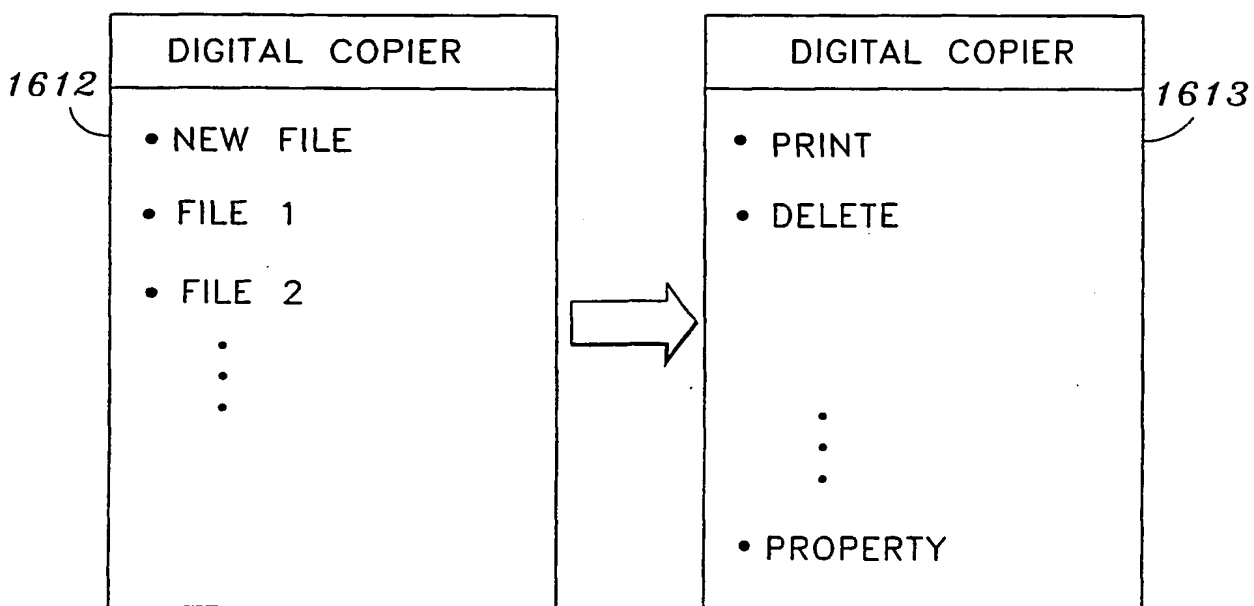 DIGITAL COPIER
1612
• NEW FILE
• FILE 1
• FILE 2
DIGITAL COPIER
1613
• PRINT
• DELETE
• PROPERTY